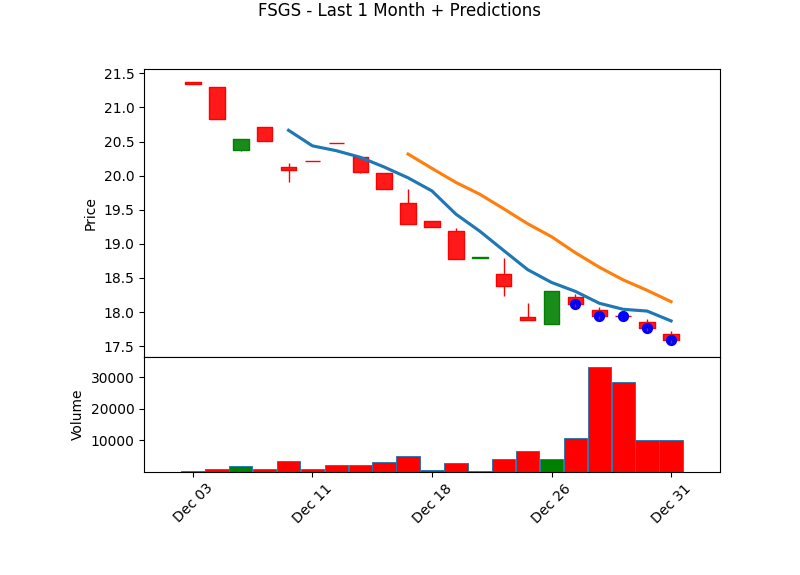 FSGS - Last 1 Month + Predictions
21.5
21.0
20.5
20.0
19.5
19.0
18.5
18.0
17.5
Price
30000
20000
10000
Volume
Dec 03
Dec 11
Dec 18
Dec 26
Dec 31